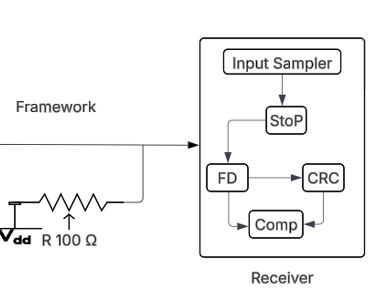 Input Sampler
Framework
StoP
FD
CRC
Comp
Vdd
R 100 Ω
Receiver